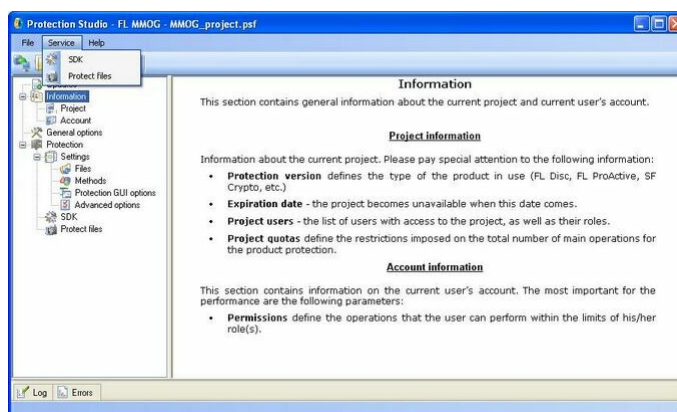 Protection Studio - FL MMOG - MMOG_project.psf
File Service Help
SDK
Protect files
Updates
Information
Project
Account
General options
Protection
Settings
Files
Methods
Protection GUI options
Advanced options
SDK
Protect files
Information
This section contains general information about the current project and current user's account.
Project information
Information about the current project. Please pay special attention to the following information:
• Protection version defines the type of the product in use (FL Disc, FL ProActive, SF
Crypto, etc.)
• Expiration date - the project becomes unavailable when this date comes.
• Project users - the list of users with access to the project, as well as their roles.
• Project quotas define the restrictions imposed on the total number of main operations for
the product protection.
Account information
This section contains information on the current user's account. The most important for the
performance are the following parameters:
• Permissions define the operations that the user can perform within the limits of his/her
role(s).
Log Errors